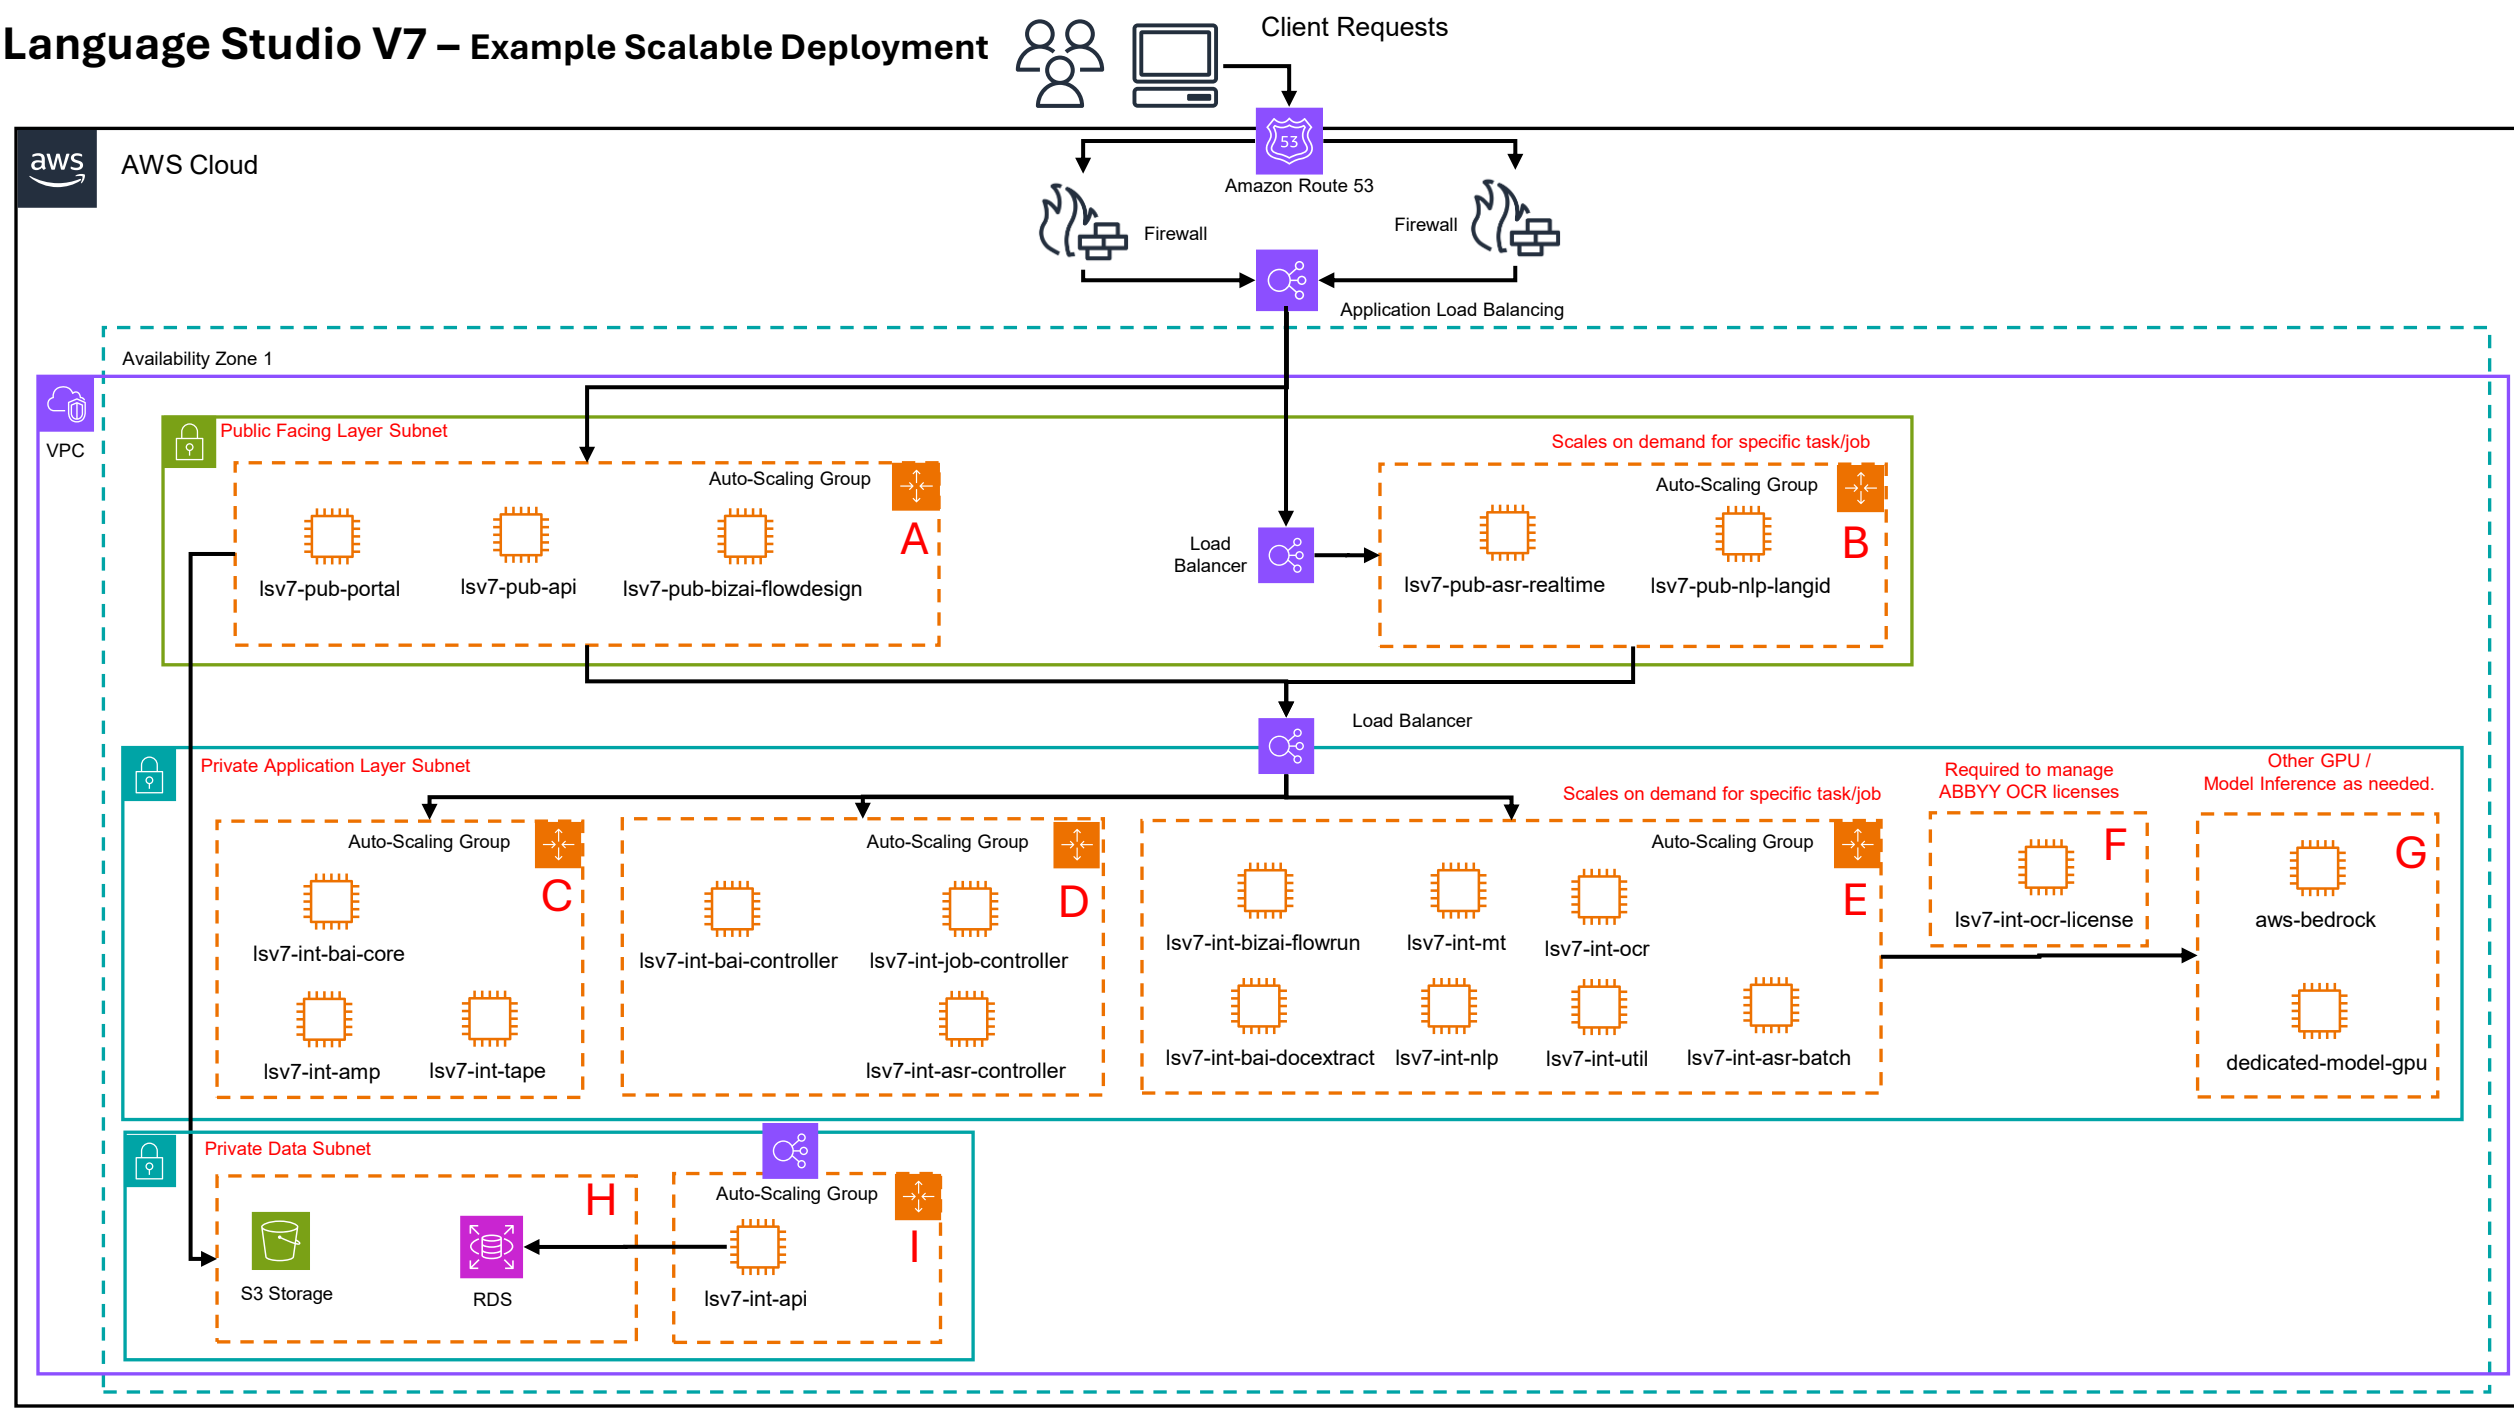 Language Studio V7 – Example Scalable Deployment
Client Requests
aws
AWS Cloud
53
Amazon Route 53
Firewall
Firewall
Application Load Balancing
Availability Zone 1
VPC
Public Facing Layer Subnet
Scales on demand for specific task/job
Auto-Scaling Group
A
lsv7-pub-portal
lsv7-pub-api
lsv7-pub-bizai-flowdesign
Load
Balancer
Auto-Scaling Group
B
lsv7-pub-asr-realtime
lsv7-pub-nlp-langid
Load Balancer
Private Application Layer Subnet
Scales on demand for specific task/job
Required to manage
ABBYY OCR licenses
Other GPU /
Model Inference as needed.
Auto-Scaling Group
C
lsv7-int-bai-core
lsv7-int-amp
lsv7-int-tape
Auto-Scaling Group
D
lsv7-int-bai-controller
lsv7-int-job-controller
lsv7-int-asr-controller
Auto-Scaling Group
E
lsv7-int-bizai-flowrun
lsv7-int-mt
lsv7-int-ocr
lsv7-int-bai-docextract
lsv7-int-nlp
lsv7-int-util
lsv7-int-asr-batch
F
lsv7-int-ocr-license
G
aws-bedrock
dedicated-model-gpu
Private Data Subnet
H
S3 Storage
RDS
Auto-Scaling Group
I
lsv7-int-api